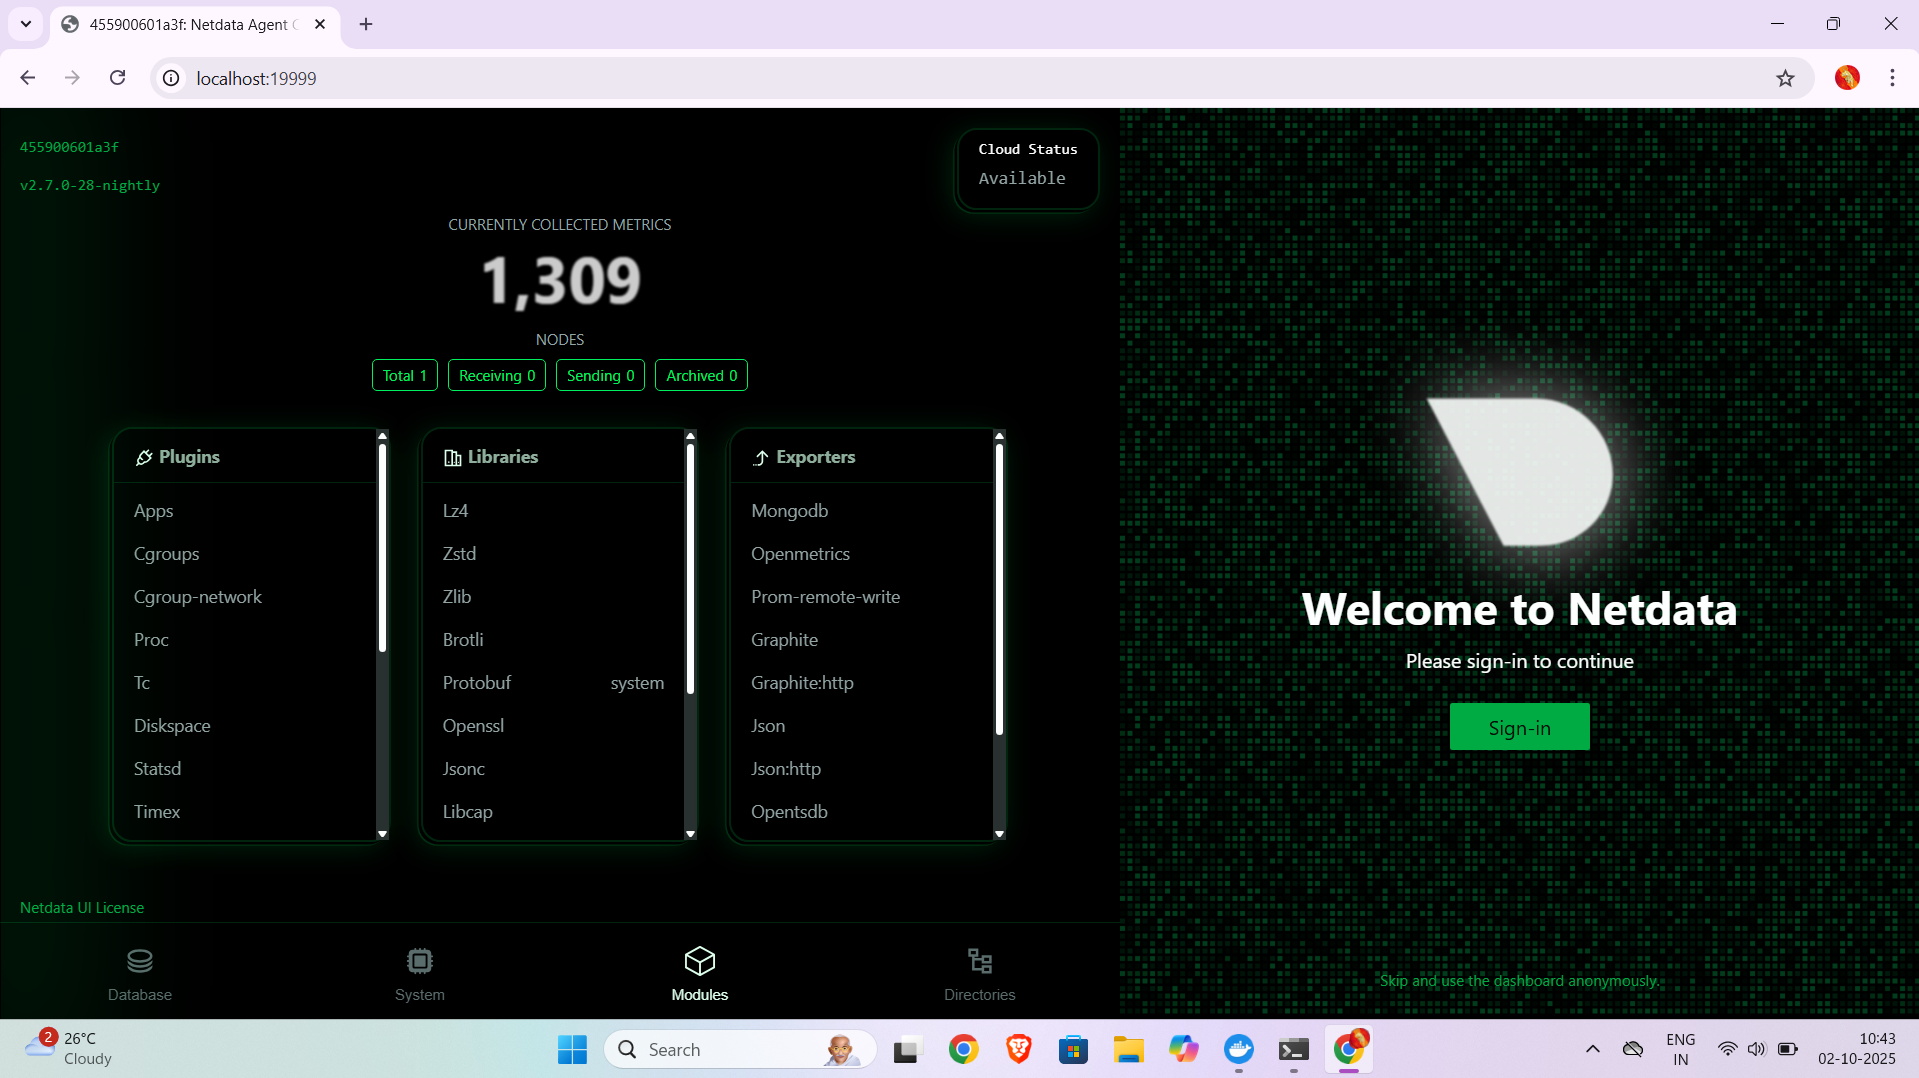 455900601a3f: Netdata Agent
localhost:19999
455900601a3f
v2.7.0-28-nightly
Cloud Status
Available
CURRENTLY COLLECTED METRICS
1,309
NODES
Total 1
Receiving 0
Sending 0
Archived 0
Plugins
Apps
Cgroups
Cgroup-network
Proc
Tc
Diskspace
Statsd
Timex
Libraries
Lz4
Zstd
Zlib
Brotli
Protobuf system
Openssl
Jsonc
Libcap
Exporters
Mongodb
Openmetrics
Prom-remote-write
Graphite
Graphite:http
Json
Json:http
Opentsdb
Netdata UI License
Database
System
Modules
Directories
Welcome to Netdata
Please sign-in to continue
Sign-in
Skip and use the dashboard anonymously.
2
26°C
Cloudy
Search
ENG
IN
10:43
02-10-2025